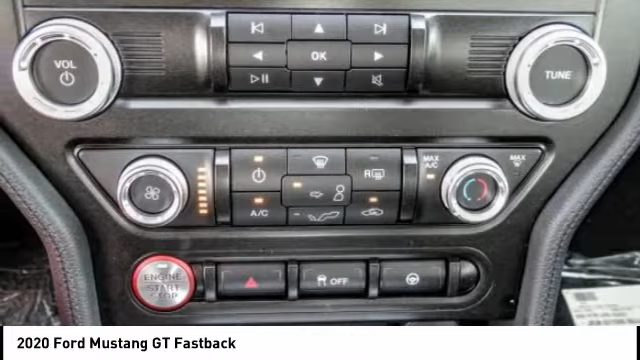 VOL
OK
TUNE
MAX
A/C
MAX
R
A/C
ENGINE
START
STOP
OFF
2020 Ford Mustang GT Fastback